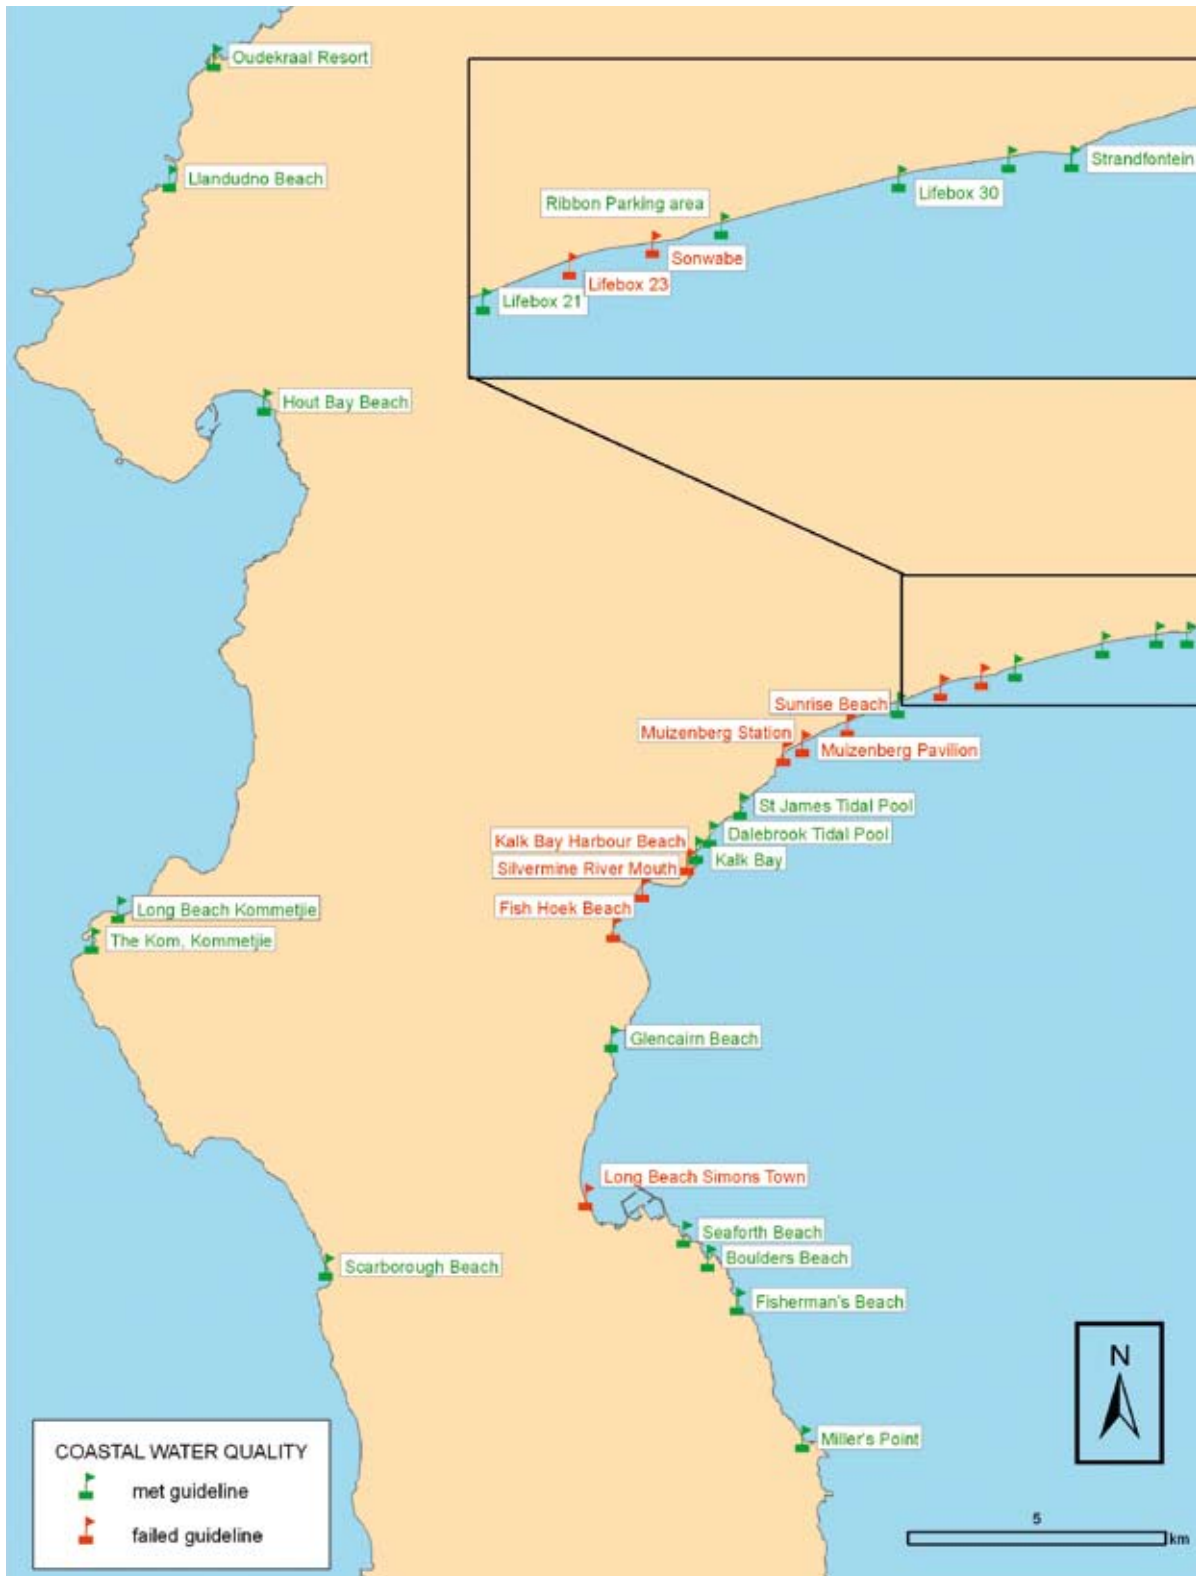 Oudekraal Resort
Llandudno Beach
Strandfontein
Lifebox 30
Ribbon Parking area
Sonwabe
Lifebox 23
Lifebox 21
Hout Bay Beach
Sunrise Beach
Muizenberg Station
Muizenberg Pavilion
St James Tidal Pool
Dalebrook Tidal Pool
Kalk Bay Harbour Beach
Kalk Bay
Silvermine River Mouth
Fish Hoek Beach
Long Beach Kommetjie
The Kom, Kommetjie
Glencairn Beach
Long Beach Simons Town
Seaforth Beach
Boulders Beach
Scarborough Beach
Fisherman's Beach
Miller's Point
N
COASTAL WATER QUALITY
met guideline
failed guideline
5
km